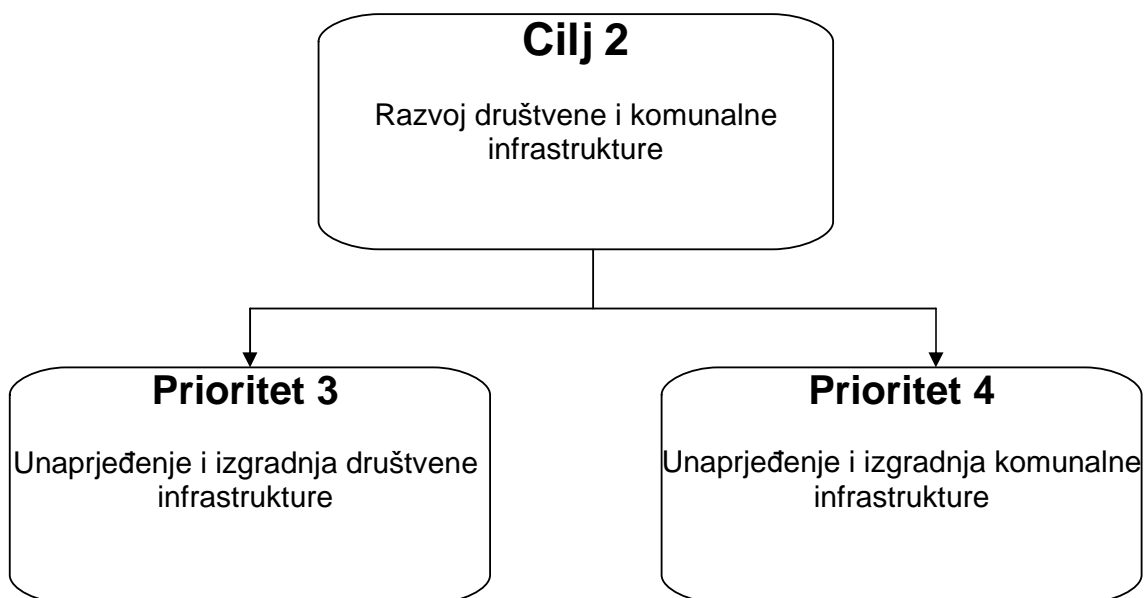 Cilj 2
Razvoj društvene i komunalne
infrastrukture
Prioritet 3
Unaprjeđenje i izgradnja društvene
infrastrukture
Prioritet 4
Unaprjeđenje i izgradnja komunalne
infrastrukture